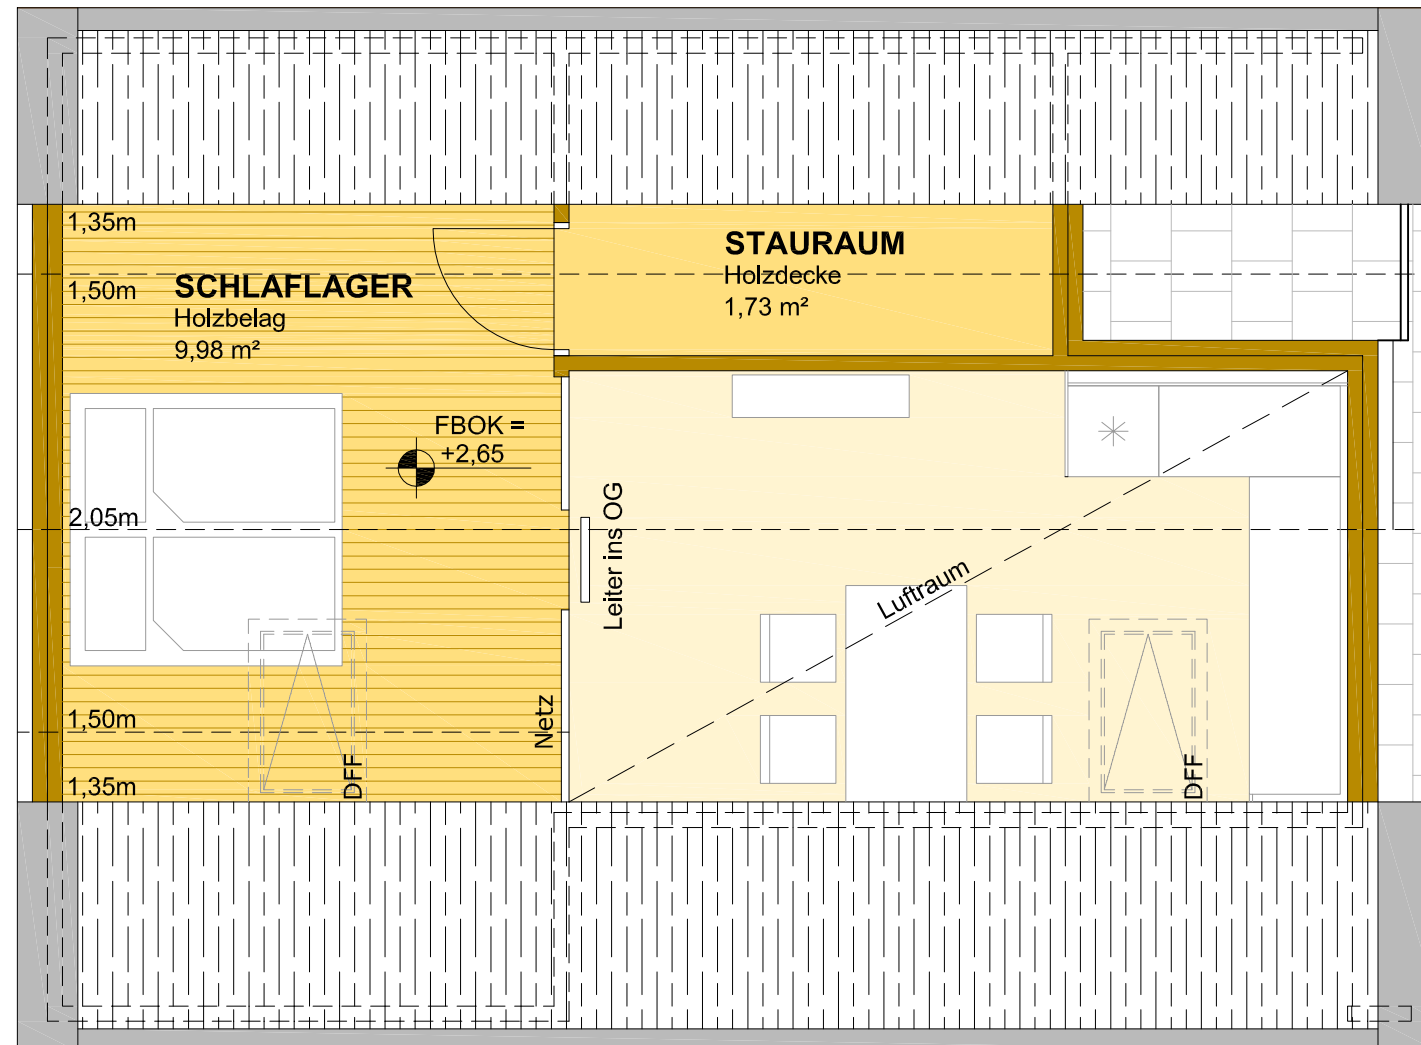 1,35m
1,50m
SCHLAFLAGER
Holzbelag
9,98 m²
STAURAUM
Holzdecke
1,73 m²
FBOK =
+2,65
2,05m
Leiter ins OG
Luftraum
Netz
1,50m
1,35m
DFF
DFF